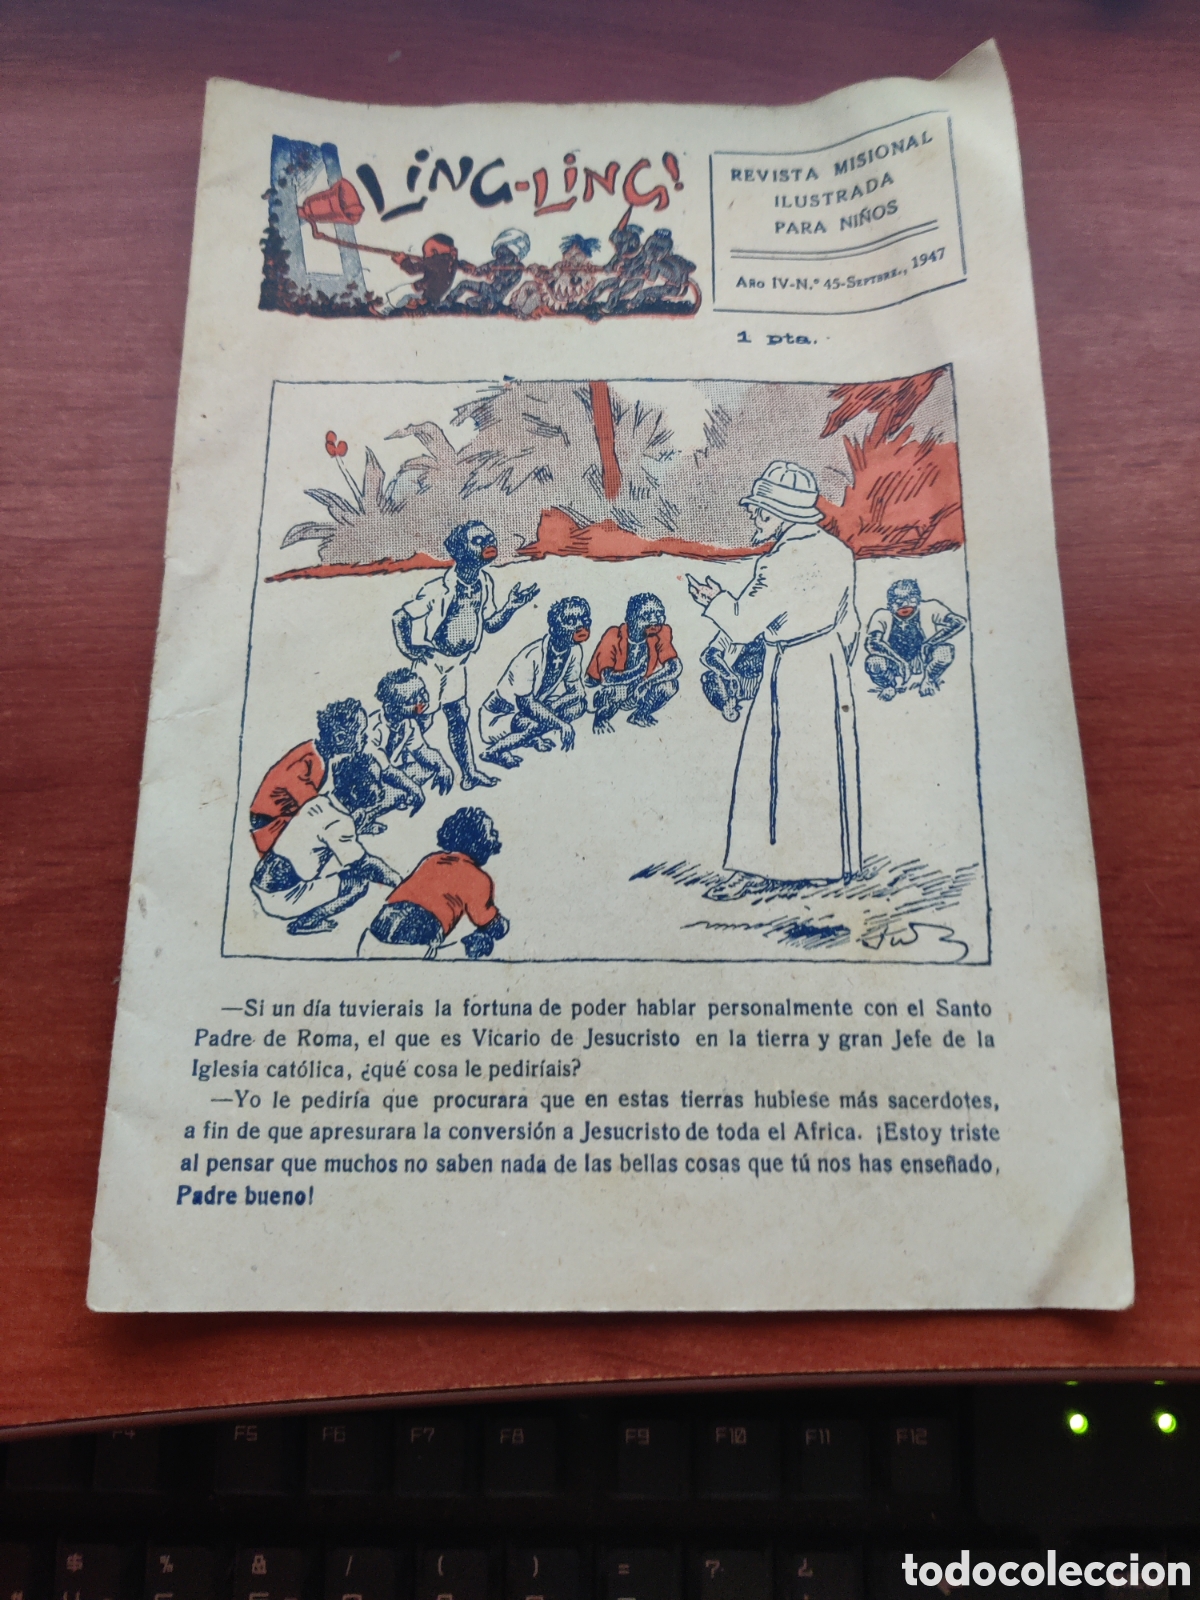 LING-LING!
REVISTA MISIONAL
ILUSTRADA
PARA NIÑOS
AÑO IV-N.º 45-SEPTBRE., 1947
1 pta.
—Si un día tuvierais la fortuna de poder hablar personalmente con el Santo
Padre de Roma, el que es Vicario de Jesucristo en la tierra y gran Jefe de la
Iglesia católica, ¿qué cosa le pediríais?
—Yo le pediría que procurara que en estas tierras hubiese más sacerdotes,
a fin de que apresurara la conversión a Jesucristo de toda el Africa. ¡Estoy triste
al pensar que muchos no saben nada de las bellas cosas que tú nos has enseñado,
Padre bueno!
F4 F5 F6 F7 F8 F9 F10 F11 F12
# $ % & / ( ) = ? ¿
todocoleccion